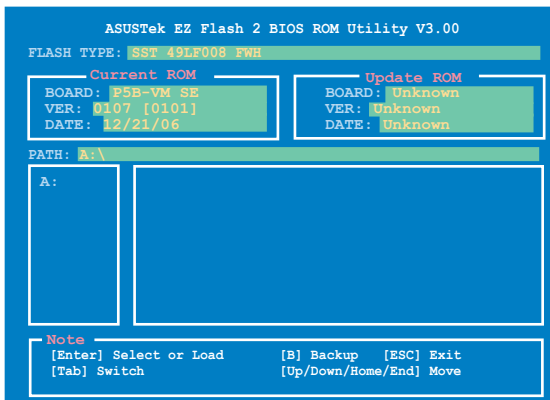 ASUSTek EZ Flash 2 BIOS ROM Utility V3.00
FLASH TYPE: SST 49LF008 FWH
Current ROM
BOARD: P5B-VM SE
VER: 0107 [0101]
DATE: 12/21/06
Update ROM
BOARD: Unknown
VER: Unknown
DATE: Unknown
PATH: A:\
A:
Note
[Enter] Select or Load [B] Backup [ESC] Exit
[Tab] Switch [Up/Down/Home/End] Move